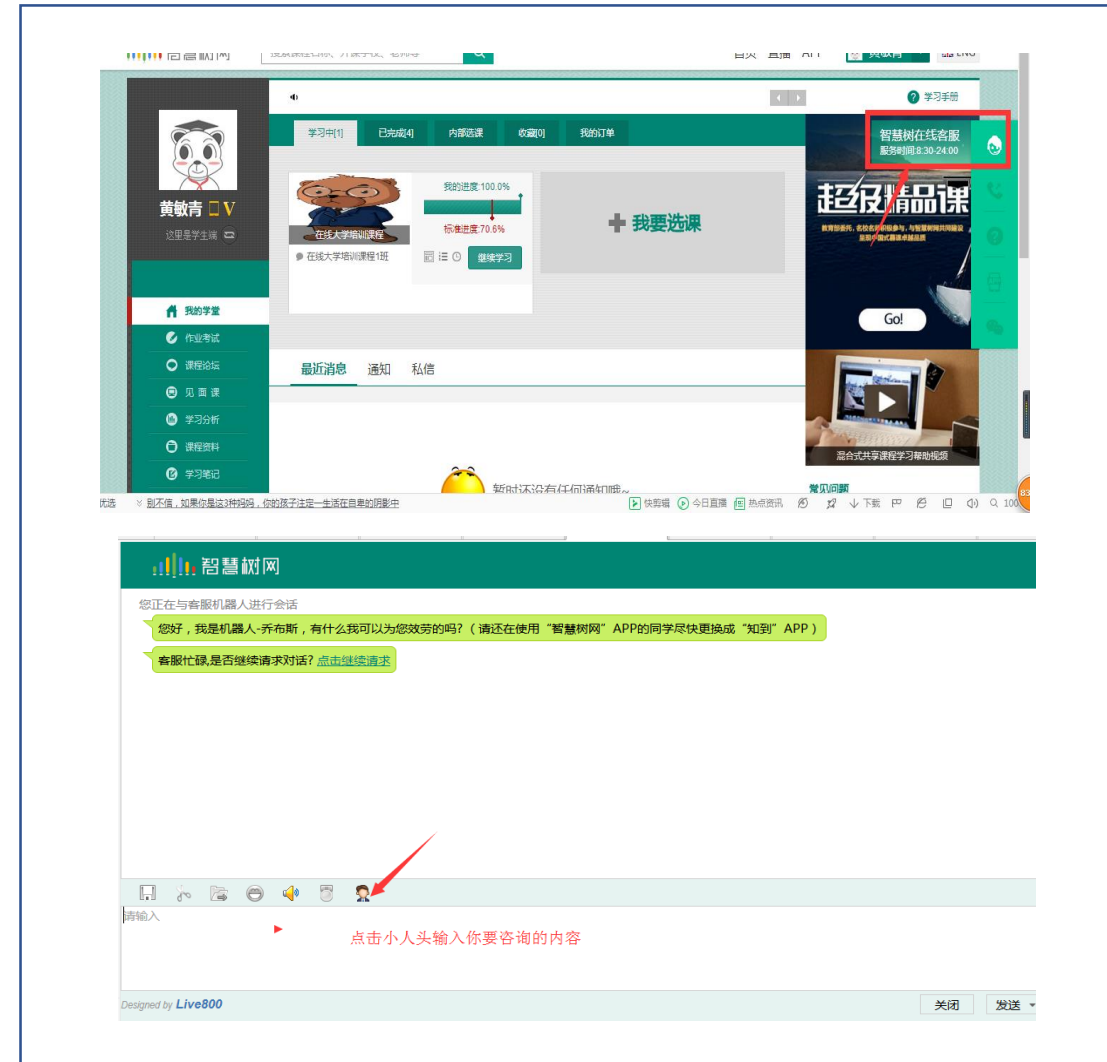 首页 直播
学习手册
学习中[1] 已完成[4] 内部选课 收藏[0] 我的订单
智慧树在线客服
服务时间:8:30-24:00
黄敏青 V
这里是学生端
我的进度:100.0%
标准进度:70.6%
在线大学培训课程
在线大学培训课程1班
继续学习
我要选课
超级精品课
Go!
我的学堂
作业考试
课程论坛
见面课
学习分析
课程资料
学习笔记
最近消息 通知 私信
暂时还没有任何通知哦~
混合式共享课程学习帮助视频
常见问题
优选 别不信，如果你是这3种妈妈，你的孩子注定一生活在自卑的阴影中 快剪辑 今日直播 热点资讯 下载 100
智慧树网
您正在与客服机器人进行会话
您好，我是机器人-乔布斯，有什么我可以为您效劳的吗?（请还在使用“智慧树网”APP的同学尽快更换成“知到”APP）
客服忙碌,是否继续请求对话? 点击继续请求
请输入
点击小人头输入你要咨询的内容
Designed by Live800
关闭 发送